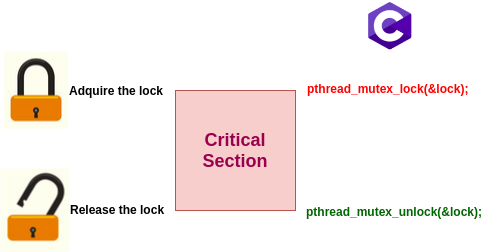 C
Adquire the lock
pthread_mutex_lock(&lock);
Critical
Section
Release the lock
pthread_mutex_unlock(&lock);